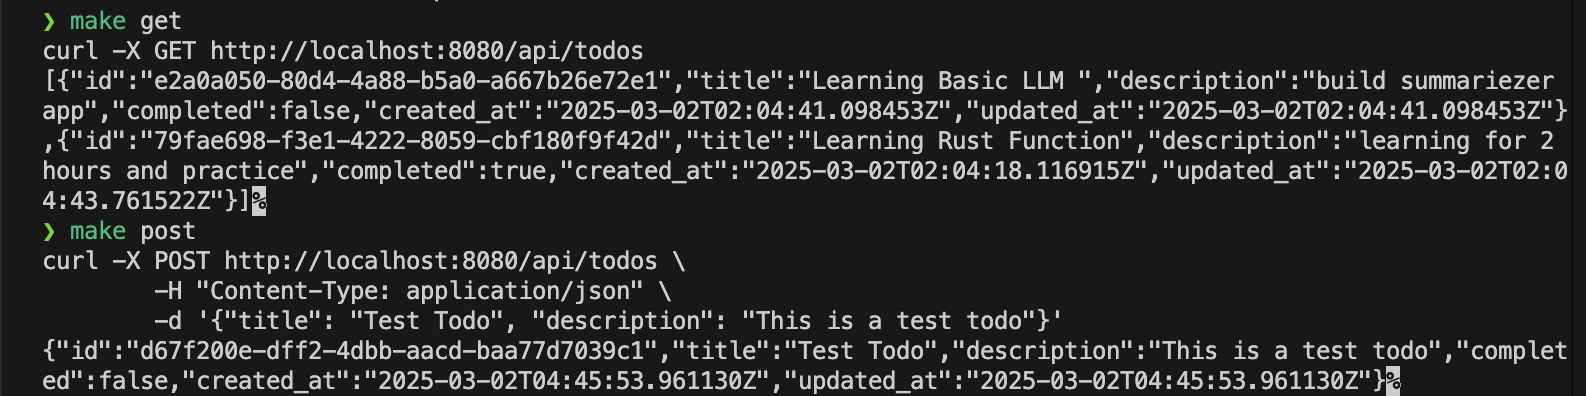 ❯ make get
curl -X GET http://localhost:8080/api/todos
[{"id":"e2a0a050-80d4-4a88-b5a0-a667b26e72e1","title":"Learning Basic LLM ","description":"build summariezer
app","completed":false,"created_at":"2025-03-02T02:04:41.098453Z","updated_at":"2025-03-02T02:04:41.098453Z"}
,{"id":"79fae698-f3e1-4222-8059-cbf180f9f42d","title":"Learning Rust Function","description":"learning for 2
hours and practice","completed":true,"created_at":"2025-03-02T02:04:18.116915Z","updated_at":"2025-03-02T02:0
4:43.761522Z"}]%
❯ make post
curl -X POST http://localhost:8080/api/todos \
        -H "Content-Type: application/json" \
        -d '{"title": "Test Todo", "description": "This is a test todo"}'
{"id":"d67f200e-dff2-4dbb-aacd-baa77d7039c1","title":"Test Todo","description":"This is a test todo","complet
ed":false,"created_at":"2025-03-02T04:45:53.961130Z","updated_at":"2025-03-02T04:45:53.961130Z"}%